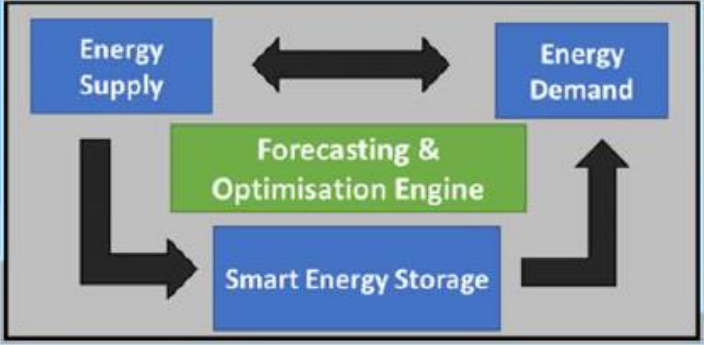 Energy
Supply
Energy
Demand
Forecasting &
Optimisation Engine
Smart Energy Storage